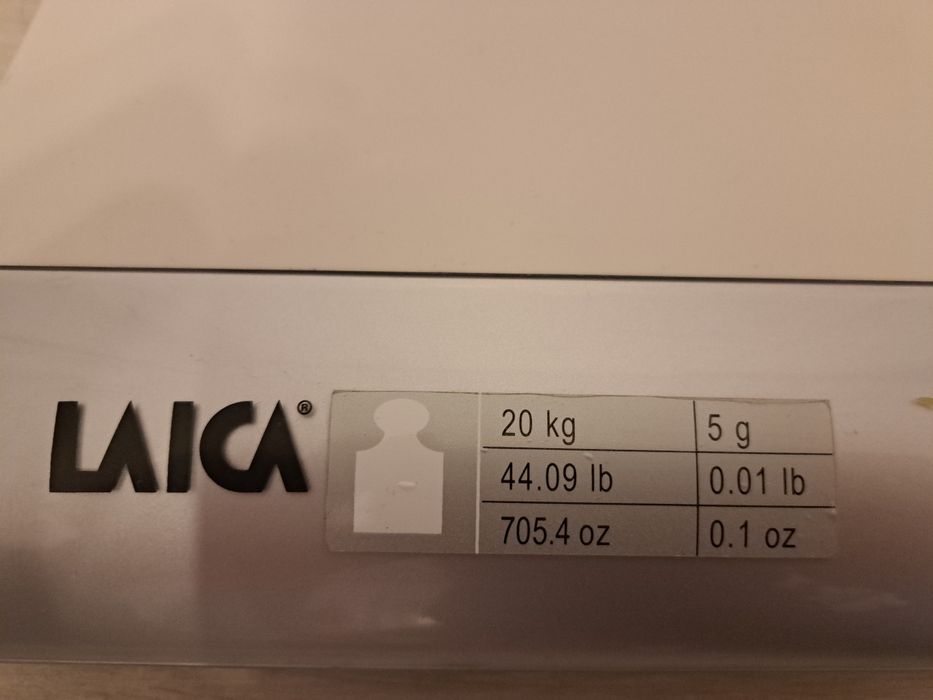 LAICA®
20 kg 5 g
44.09 lb 0.01 lb
705.4 oz 0.1 oz